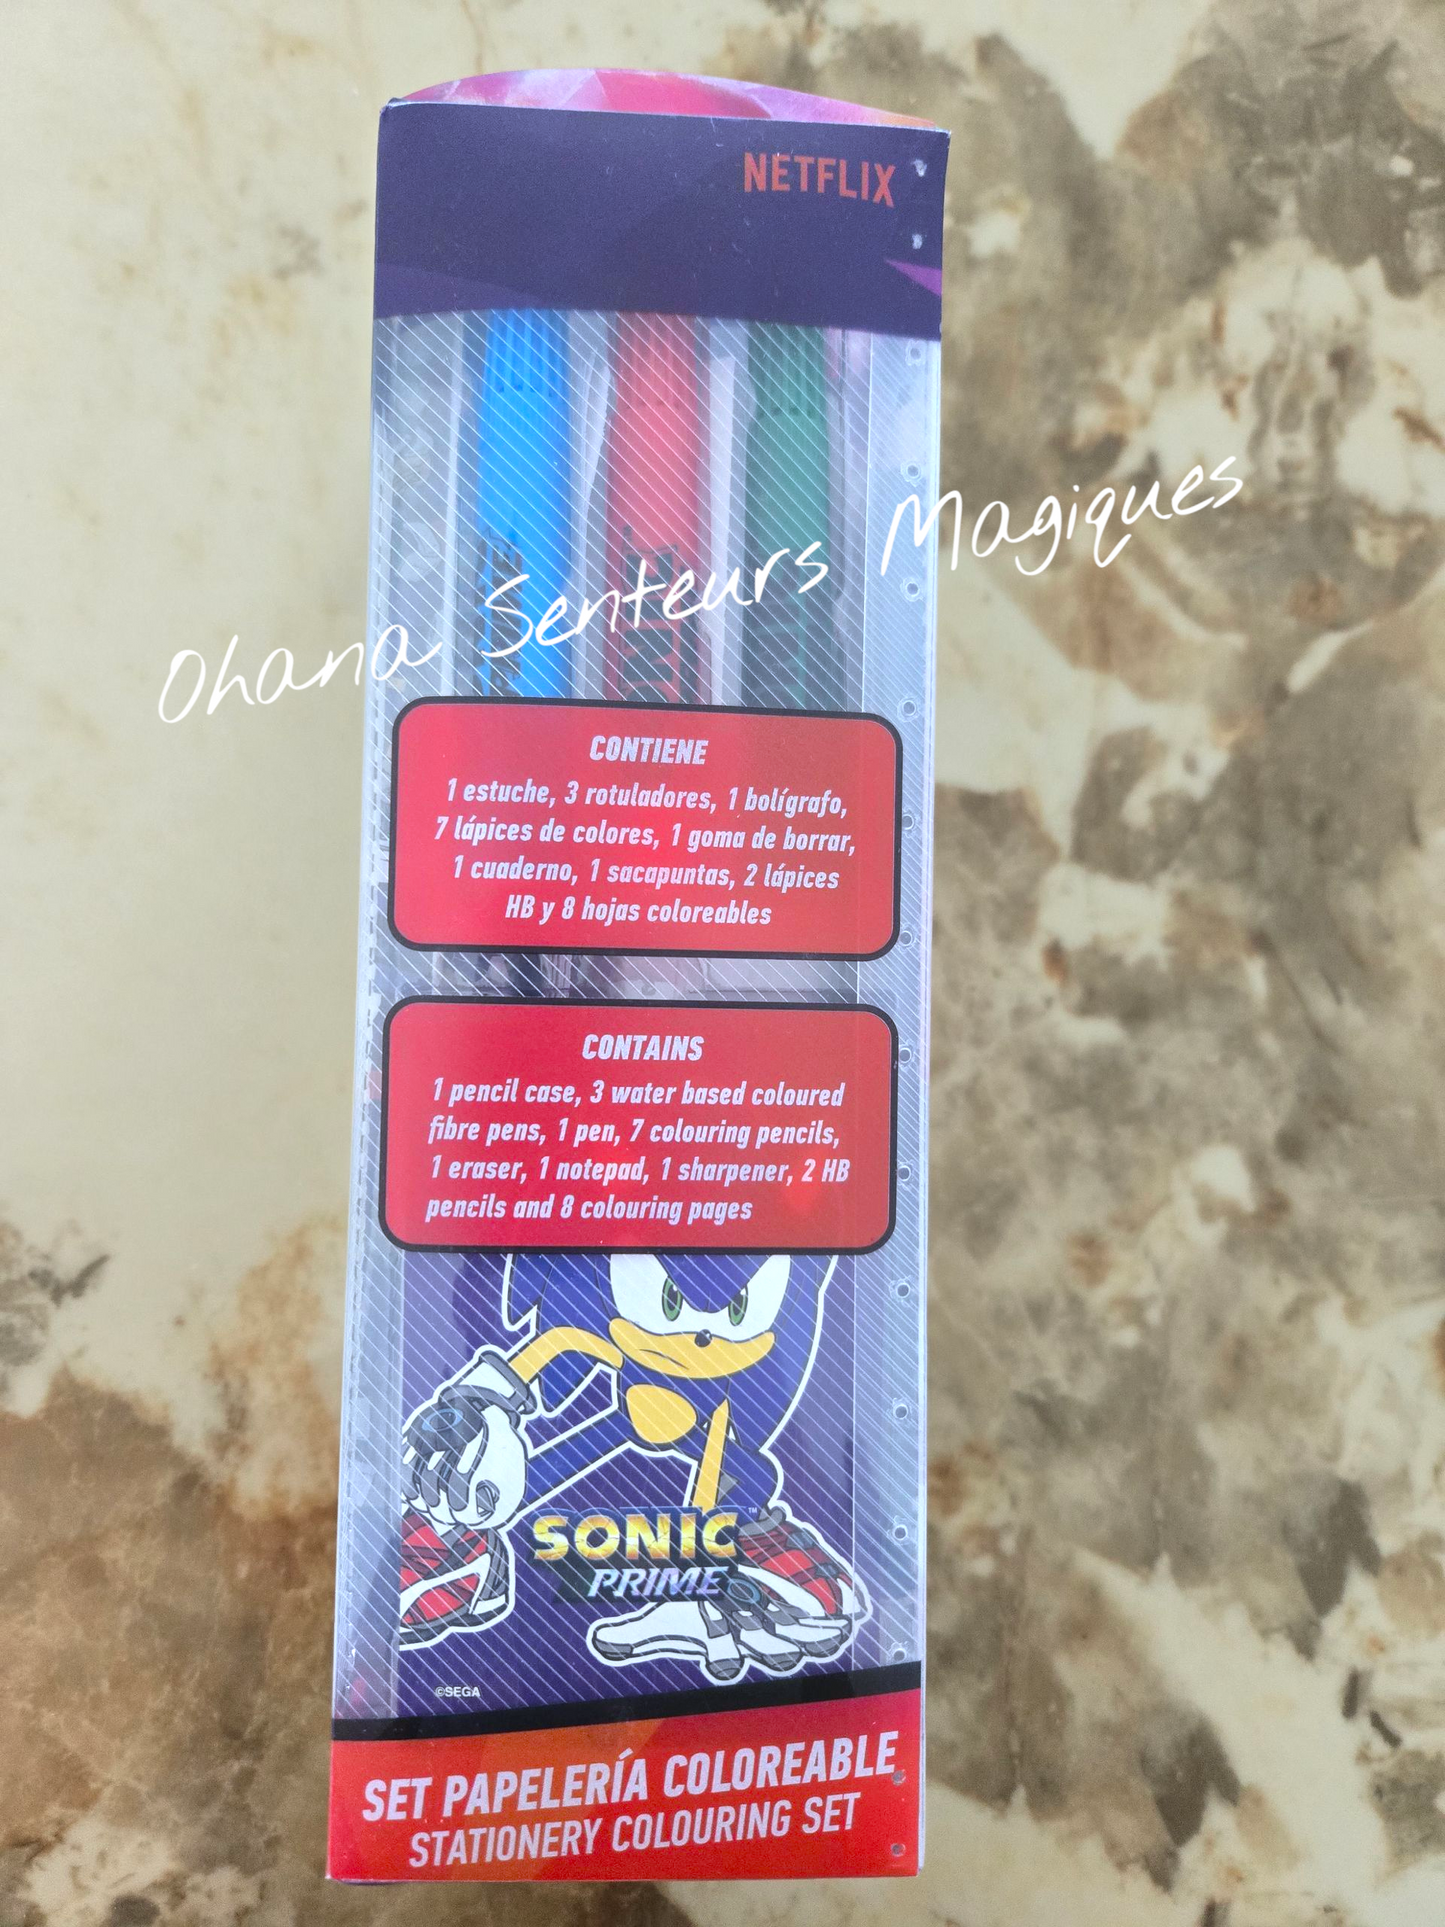 NETFLIX
Ohana Senteurs Magiques
CONTIENE
1 estuche, 3 rotuladores, 1 bolígrafo,
7 lápices de colores, 1 goma de borrar,
1 cuaderno, 1 sacapuntas, 2 lápices
HB y 8 hojas coloreables
CONTAINS
1 pencil case, 3 water based coloured
fibre pens, 1 pen, 7 colouring pencils,
1 eraser, 1 notepad, 1 sharpener, 2 HB
pencils and 8 colouring pages
SONIC™
PRIME
©SEGA
SET PAPELERÍA COLOREABLE
STATIONERY COLOURING SET